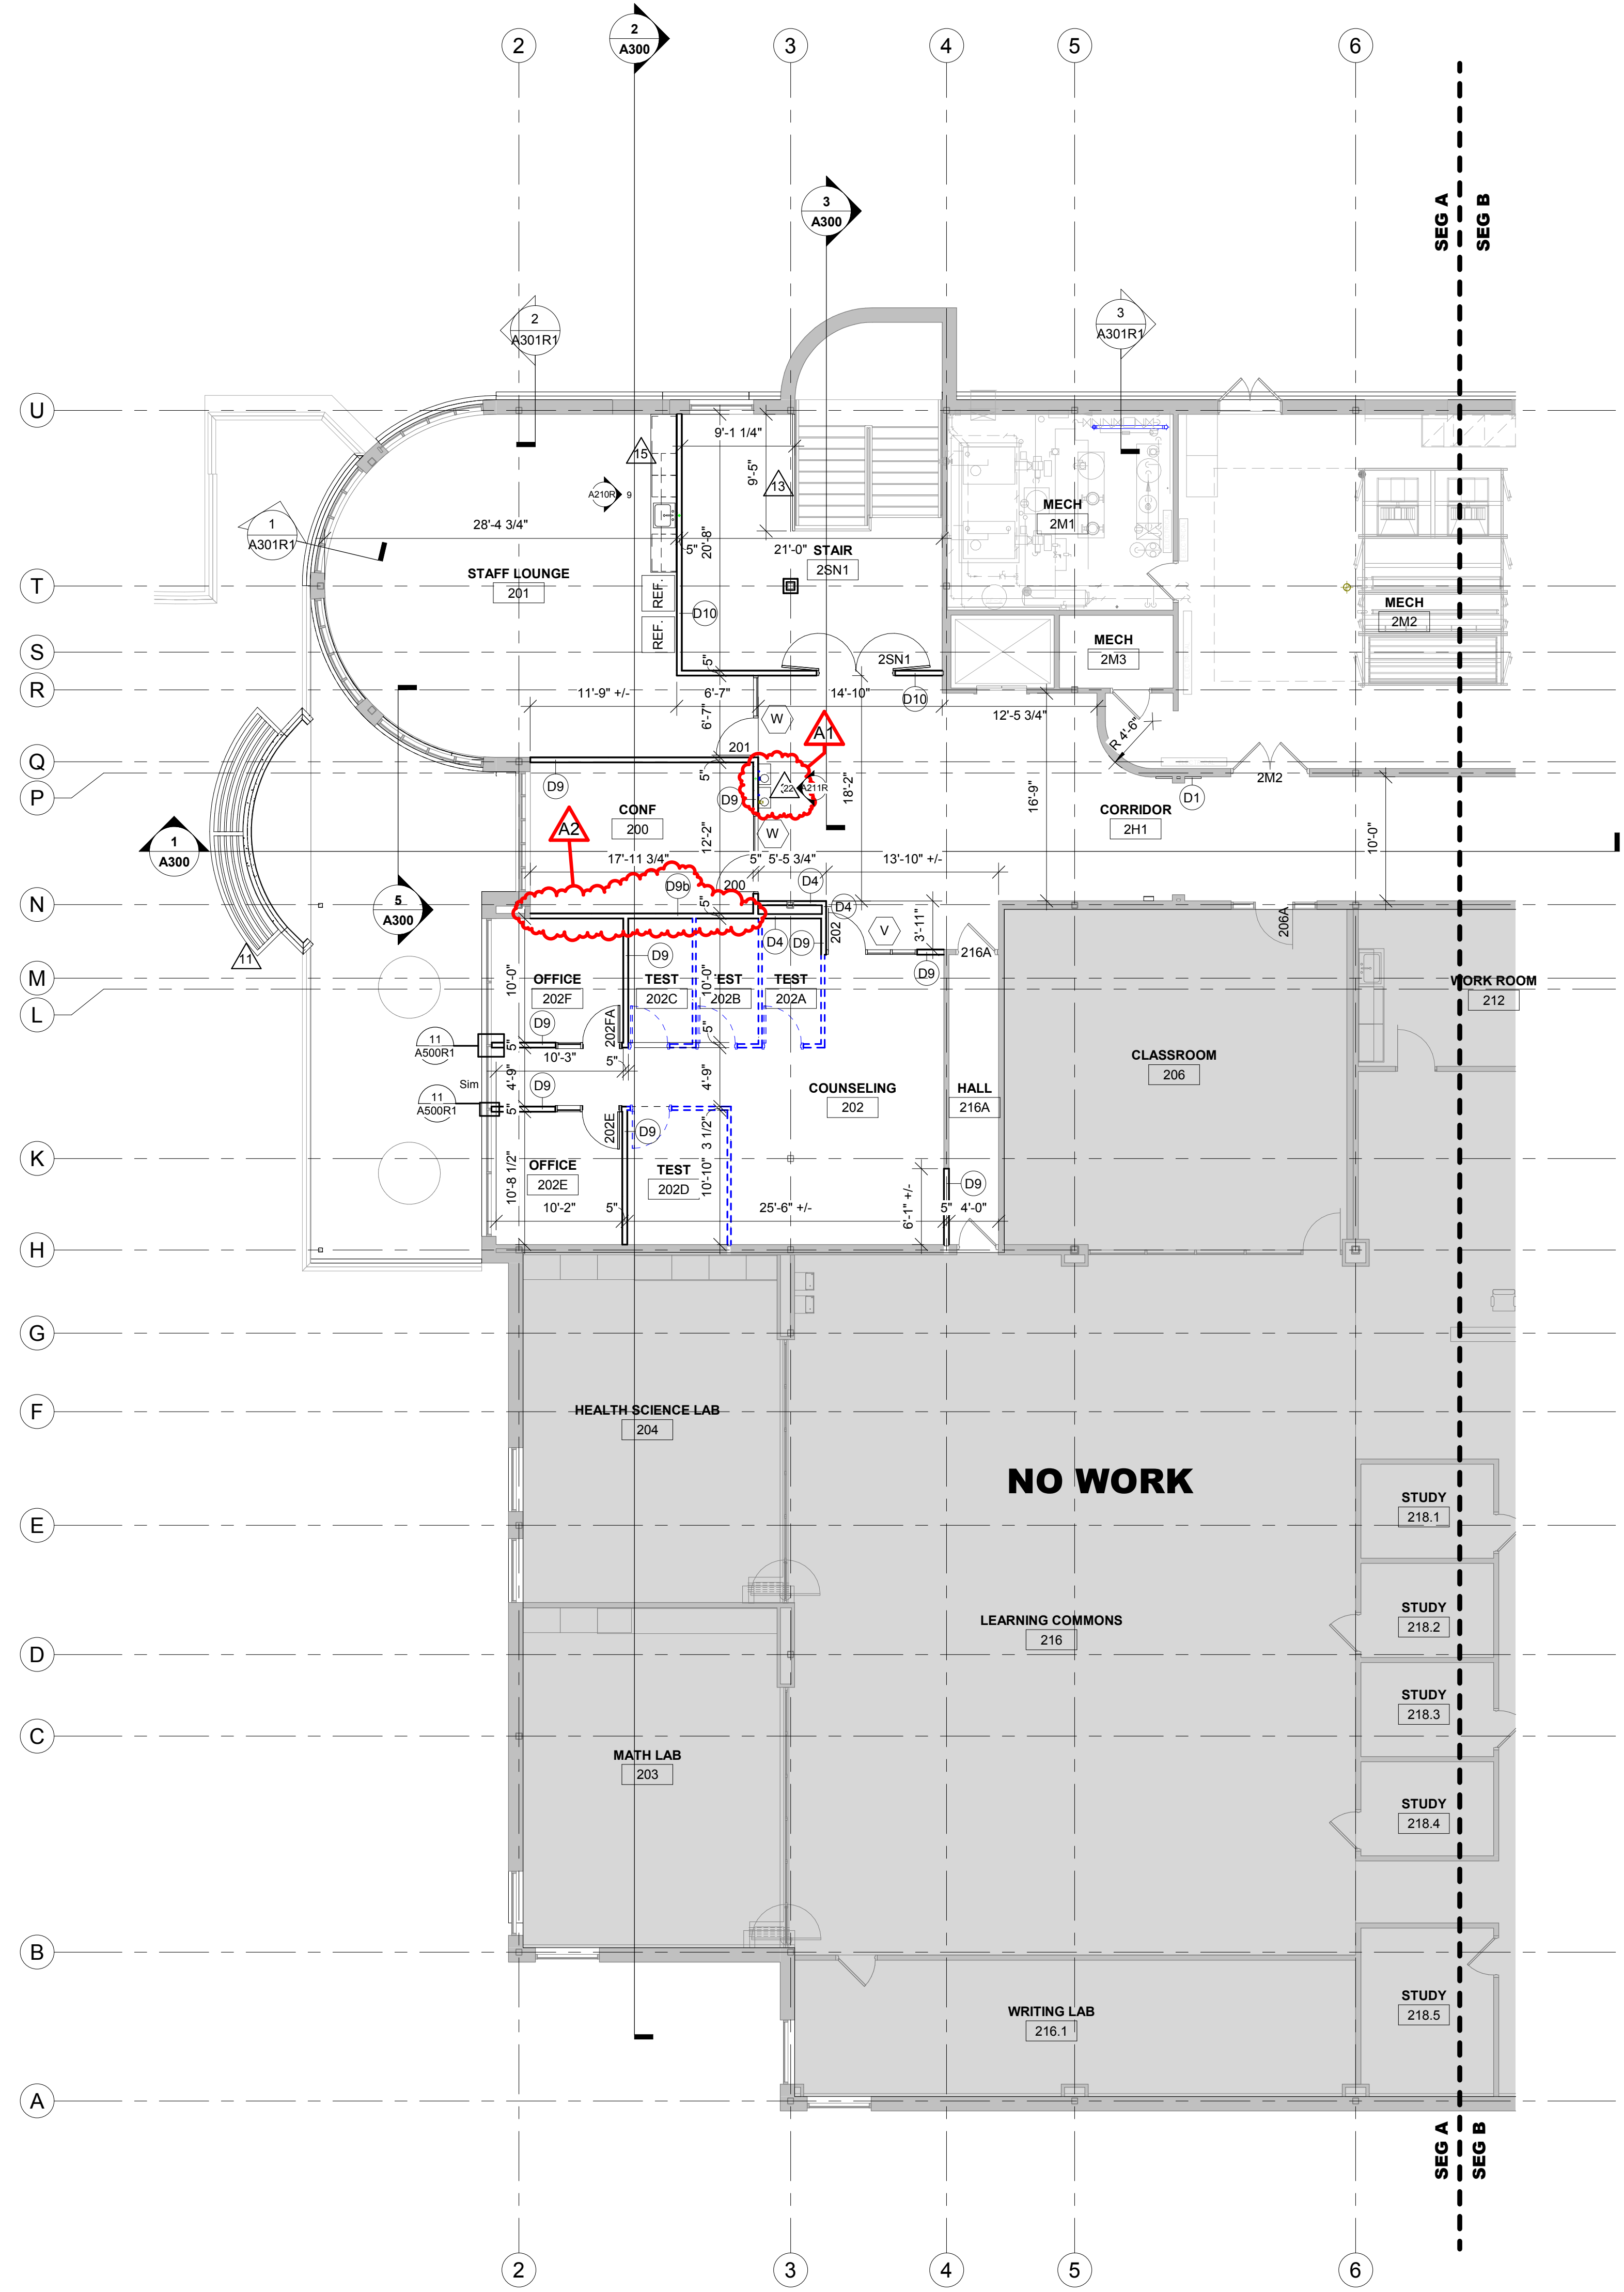 2
A300
2
3
4
5
6
SEG A
SEG B
3
A300
2
A301R1
3
A301R1
U
9'-1 1/4"
15
9'-5"
13
A210R
9
MECH
2M1
1
A301R1
28'-4 3/4"
5"
20'-8"
21'-0"
STAIR
2SN1
STAFF LOUNGE
201
T
REF.
D10
MECH
2M2
REF.
MECH
2M3
S
5"
2SN1
R
11'-9" +/-
6'-7"
14'-10"
D10
12'-5 3/4"
6'-7"
W
A1
R 4'-6"
201
Q
P
D9
5"
D9
22
A211R
18'-2"
2M2
D1
16'-9"
CONF
200
CORRIDOR
2H1
A2
W
12'-2"
10'-0"
1
A300
17'-11 3/4"
5"
5'-5 3/4"
13'-10" +/-
D9b
200
D4
N
5
A300
5"
D4
202
V
3'-11"
206A
D4
D9
216A
11
D9
D9
M
OFFICE
202F
TEST
202C
TEST
202B
TEST
202A
WORK ROOM
212
10'-0"
10'-0"
L
D9
202FA
5"
11
A500R1
5"
10'-3"
5"
CLASSROOM
206
Sim
4'-9"
D9
4'-9"
COUNSELING
202
HALL
216A
11
A500R1
5"
202E
D9
3 1/2"
K
OFFICE
202E
TEST
202D
10'-8 1/2"
10'-10"
D9
10'-2"
5"
25'-6" +/-
6'-1" +/-
5"
4'-0"
H
G
F
HEALTH SCIENCE LAB
204
NO WORK
E
STUDY
218.1
LEARNING COMMONS
216
STUDY
218.2
D
STUDY
218.3
C
MATH LAB
203
STUDY
218.4
B
WRITING LAB
216.1
STUDY
218.5
A
SEG A
SEG B
2
3
4
5
6